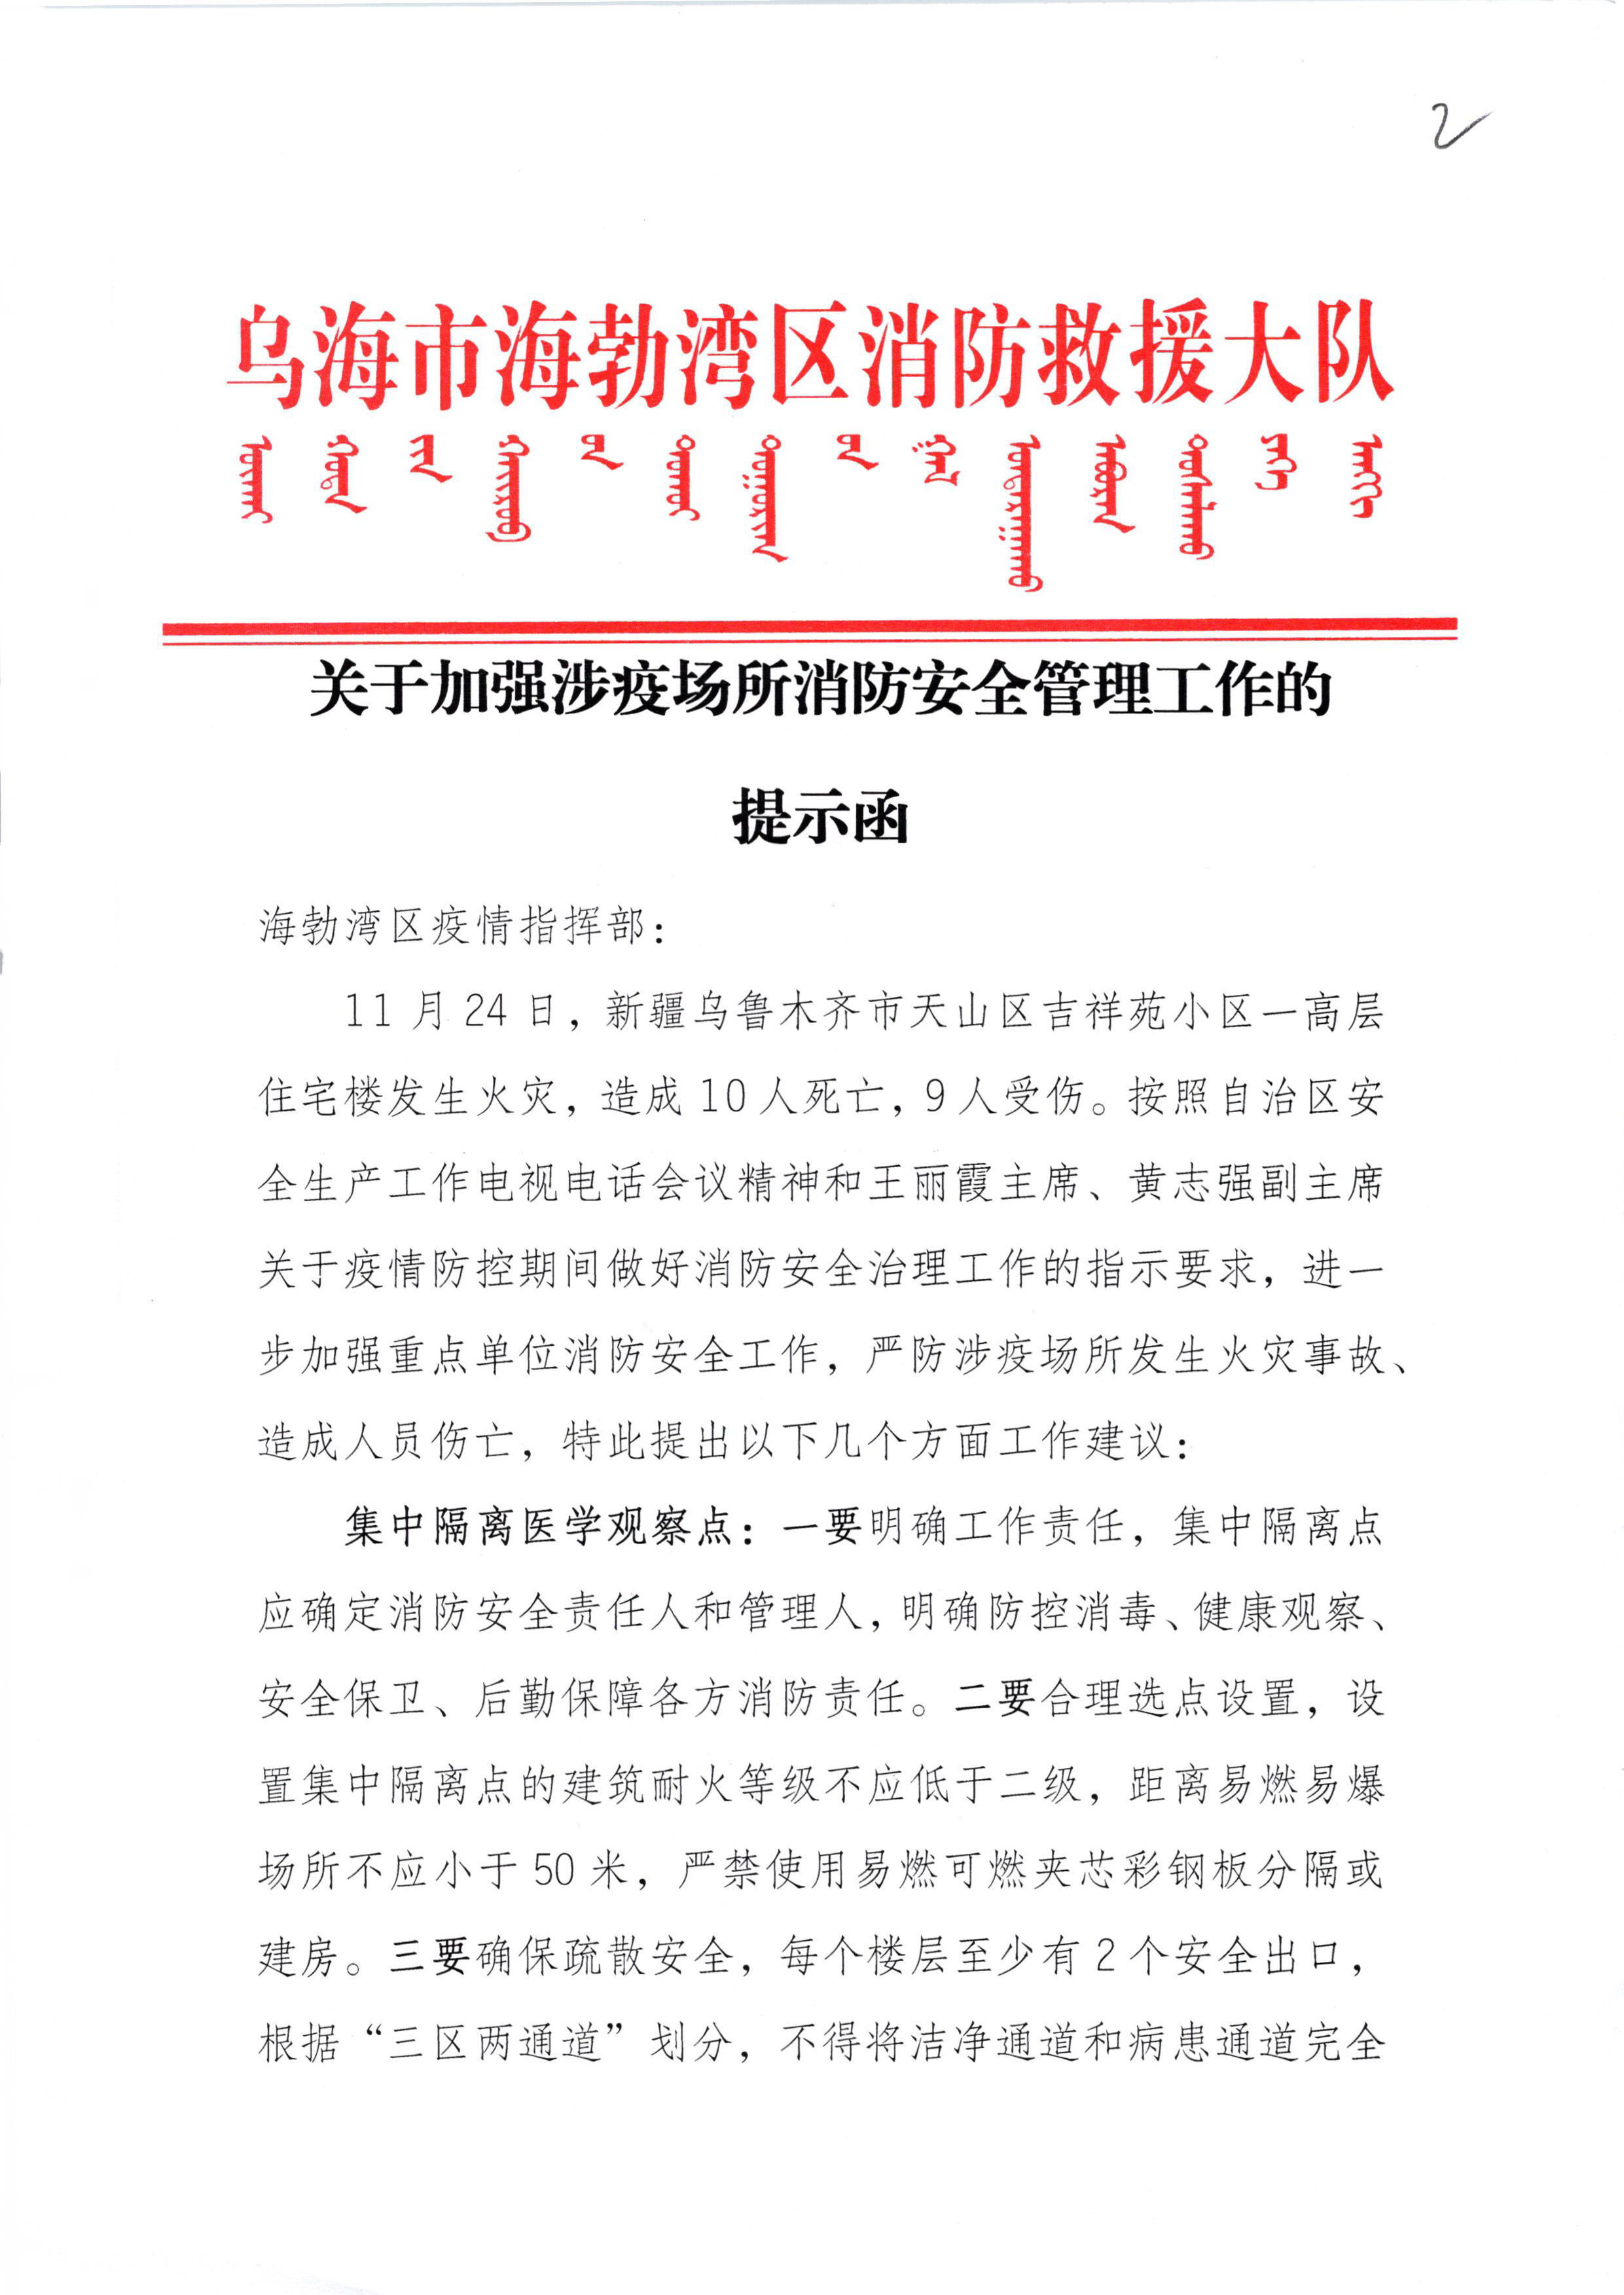 2
乌海市海勃湾区消防救援大队
关于加强涉疫场所消防安全管理工作的
提示函
海勃湾区疫情指挥部：
11月24日，新疆乌鲁木齐市天山区吉祥苑小区一高层
住宅楼发生火灾，造成10人死亡，9人受伤。按照自治区安
全生产工作电视电话会议精神和王丽霞主席、黄志强副主席
关于疫情防控期间做好消防安全治理工作的指示要求，进一
步加强重点单位消防安全工作，严防涉疫场所发生火灾事故、
造成人员伤亡，特此提出以下几个方面工作建议：
集中隔离医学观察点：一要明确工作责任，集中隔离点
应确定消防安全责任人和管理人，明确防控消毒、健康观察、
安全保卫、后勤保障各方消防责任。二要合理选点设置，设
置集中隔离点的建筑耐火等级不应低于二级，距离易燃易爆
场所不应小于50米，严禁使用易燃可燃夹芯彩钢板分隔或
建房。三要确保疏散安全，每个楼层至少有2个安全出口，
根据“三区两通道”划分，不得将洁净通道和病患通道完全